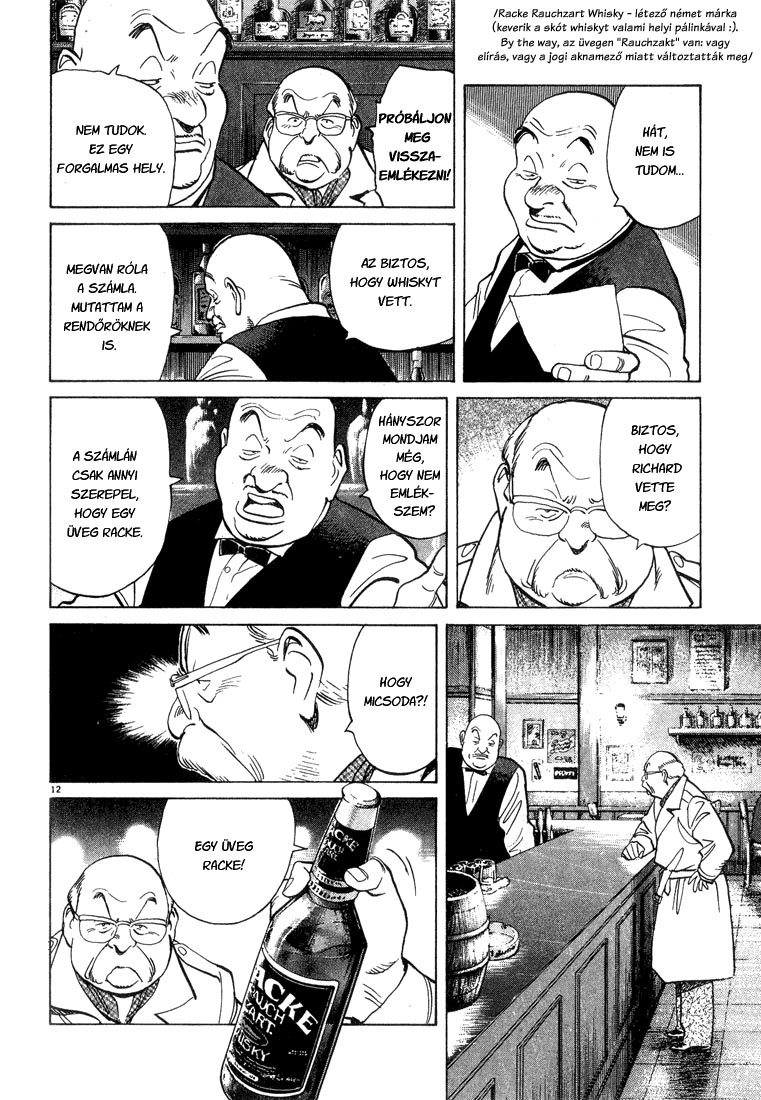 /Racke Rauchzart Whisky - létező német márka
(keverik a skót whiskyt valami helyi pálinkával :).
By the way, az üvegen "Rauchzakt" van: vagy
elírás, vagy a jogi aknamező miatt változtatták meg/
HÁT,
NEM IS
TUDOM...
PRÓBÁLJON
MEG
VISSZA-
EMLÉKEZNI!
NEM TUDOK.
EZ EGY
FORGALMAS HELY.
AZ BIZTOS,
HOGY WHISKYT
VETT.
MEGVAN RÓLA
A SZÁMLA.
MUTATTAM A
RENDŐRÖKNEK
IS.
BIZTOS,
HOGY
RICHARD
VETTE
MEG?
HÁNYSZOR
MONDJAM
MÉG,
HOGY NEM
EMLÉK-
SZEM?
A SZÁMLÁN
CSAK ANNYI
SZEREPEL,
HOGY EGY
ÜVEG RACKE.
HOGY
MICSODA?!
12
EGY ÜVEG
RACKE!
ACKE
AUCH
ZART
WHISKY